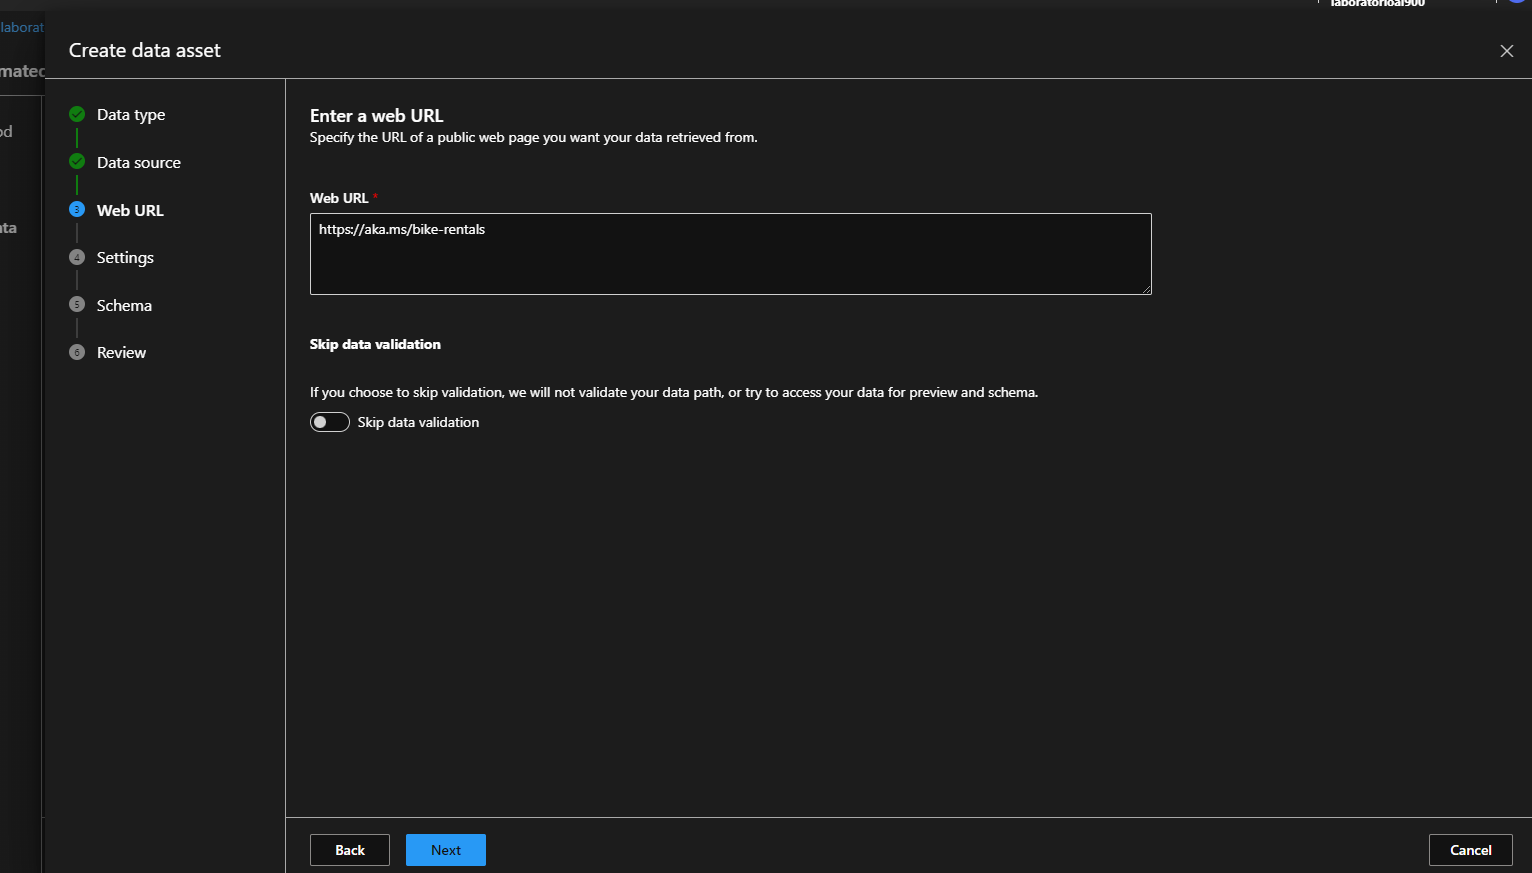 laboratorioai900
laborat
Create data asset
Data type
Data source
3 Web URL
4 Settings
5 Schema
6 Review
Enter a web URL
Specify the URL of a public web page you want your data retrieved from.
Web URL *
https://aka.ms/bike-rentals
Skip data validation
If you choose to skip validation, we will not validate your data path, or try to access your data for preview and schema.
Skip data validation
Back
Next
Cancel